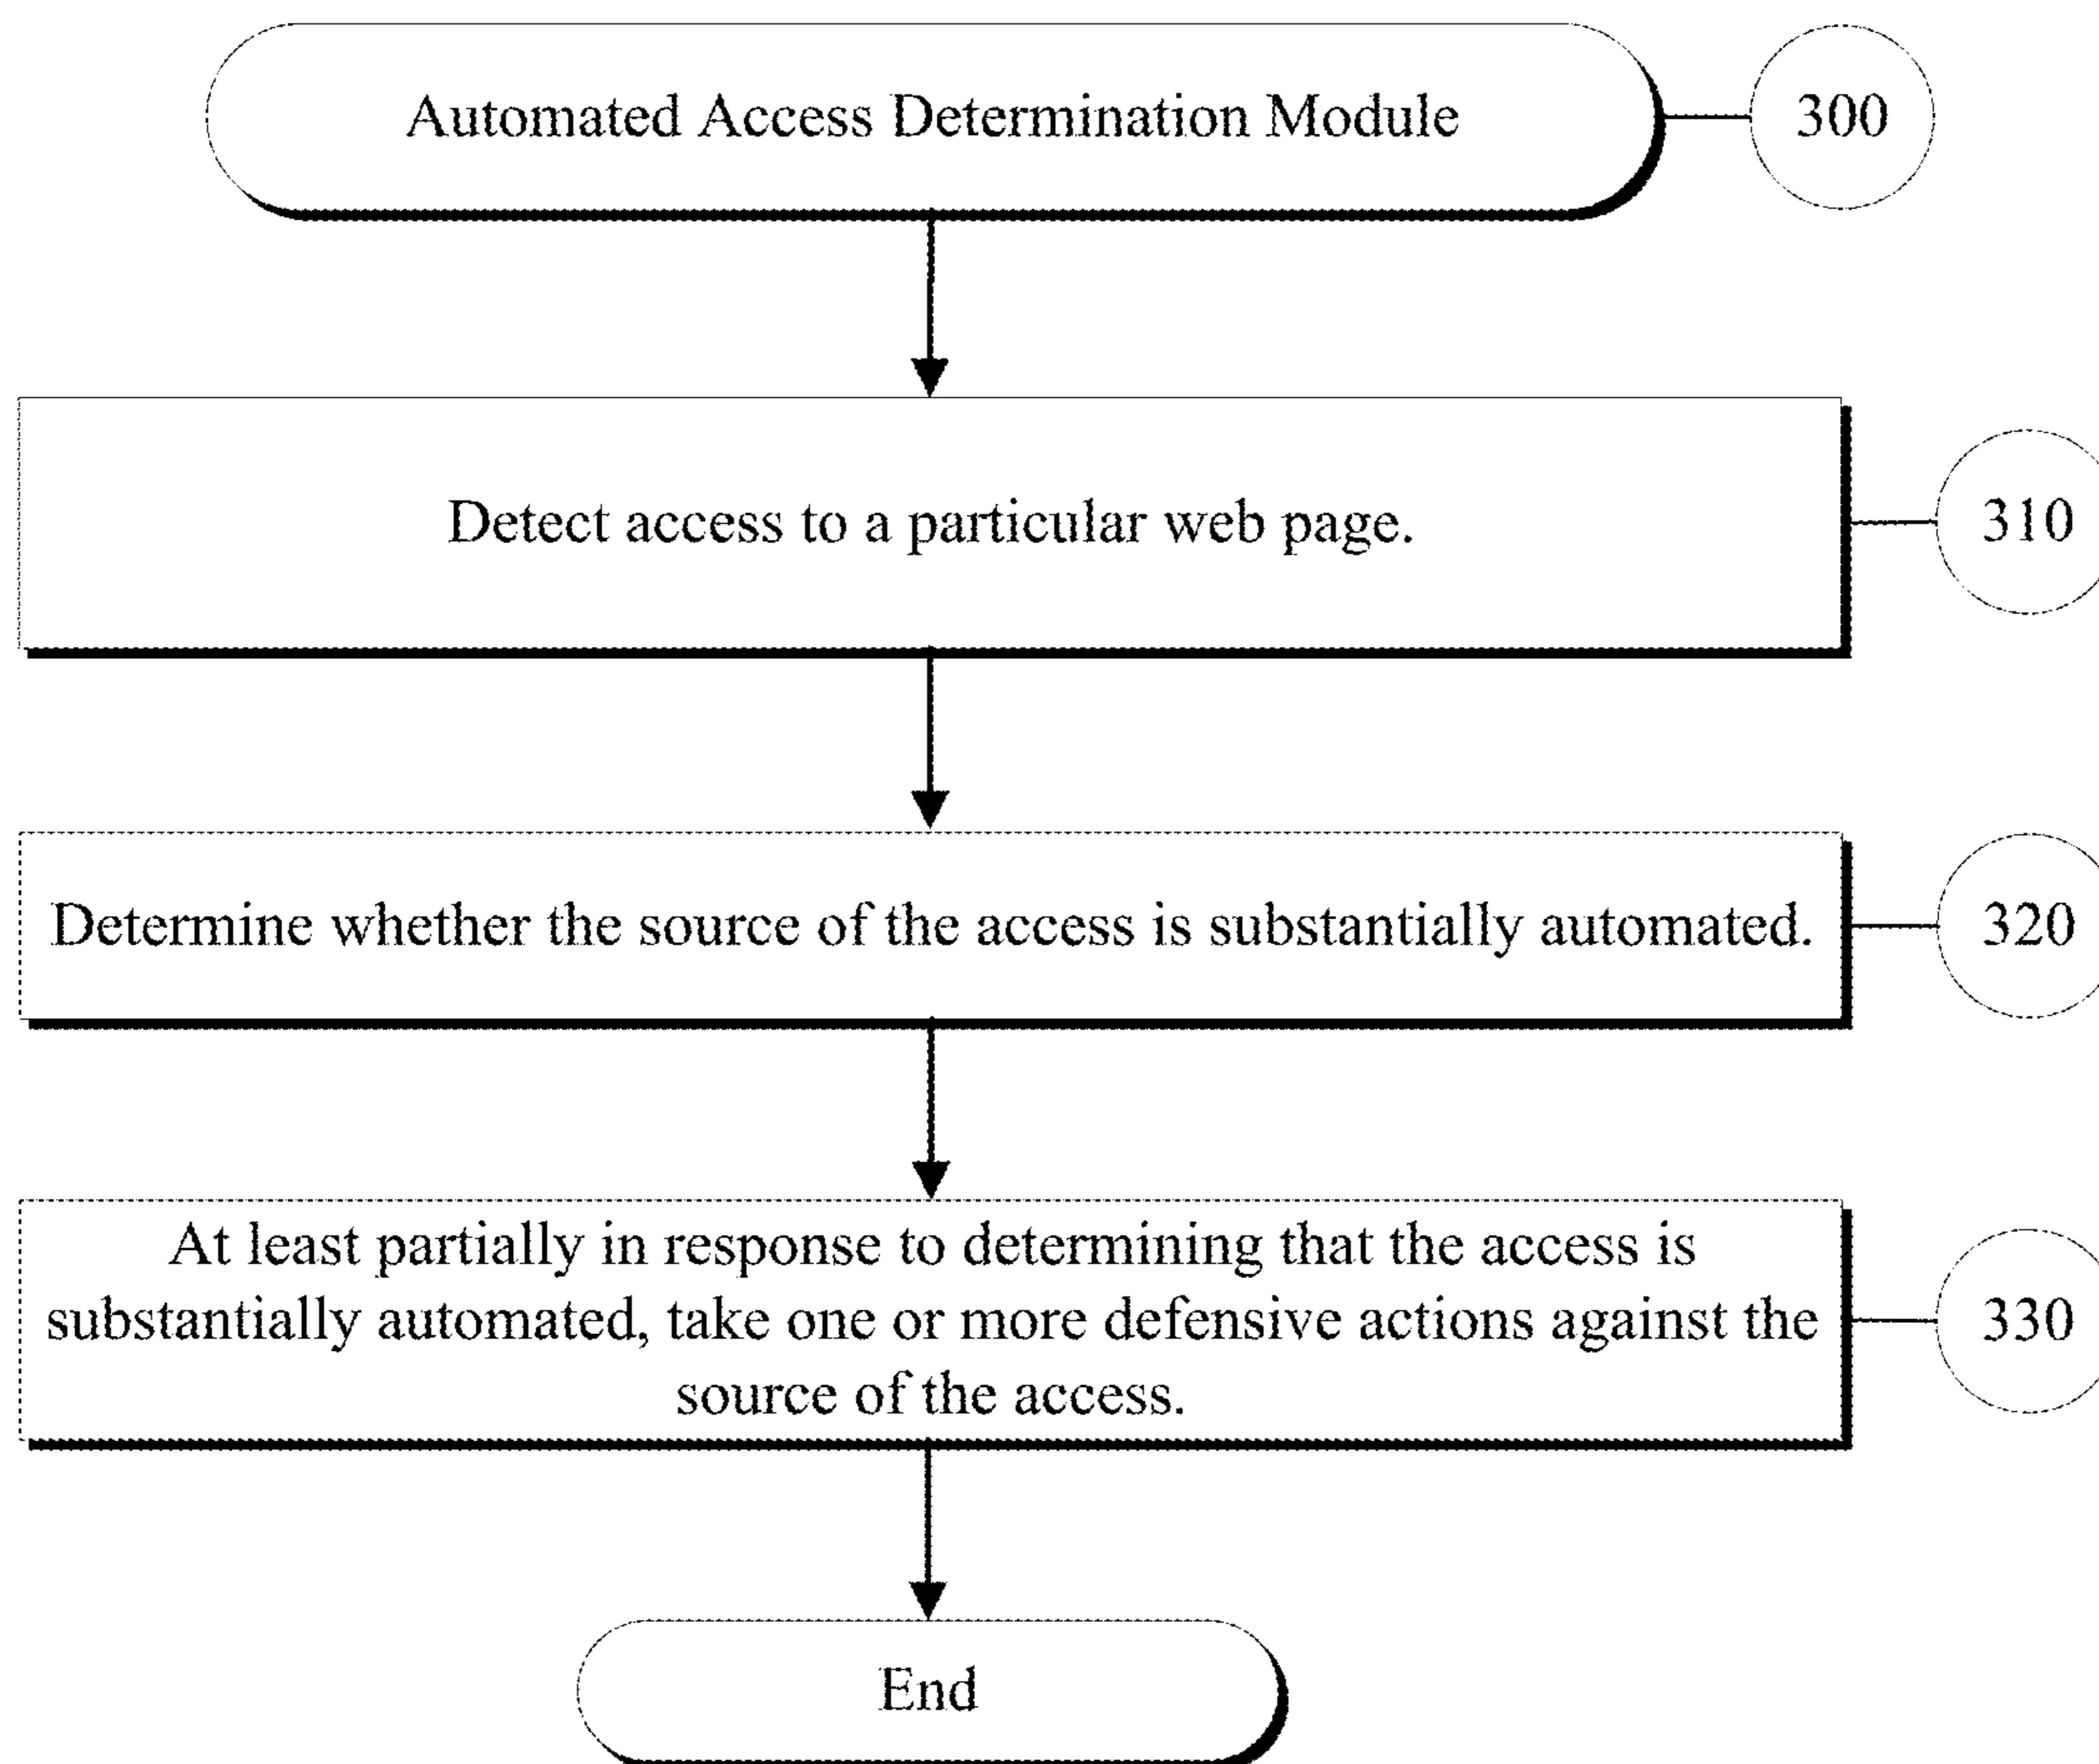 Automated Access Determination Module
300
Detect access to a particular web page.
310
Determine whether the source of the access is substantially automated.
320
At least partially in response to determining that the access is
substantially automated, take one or more defensive actions against the
source of the access.
330
End